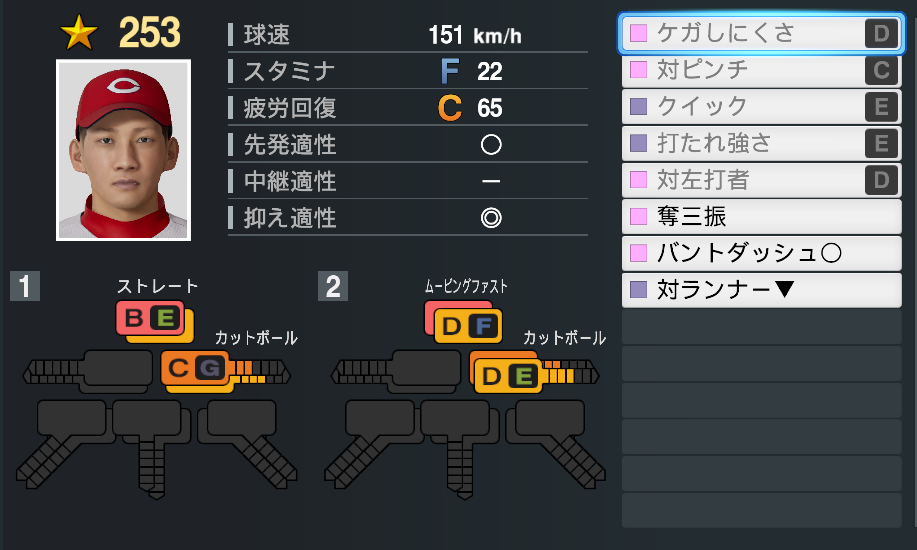 253
球速 151 km/h
スタミナ F 22
疲労回復 C 65
先発適性 ○
中継適性 －
抑え適性 ◎
C
ケガしにくさ D
対ピンチ C
クイック E
打たれ強さ E
対左打者 D
奪三振
バントダッシュ○
対ランナー▼
1
ストレート
B E
カットボール
C G
2
ムービングファスト
D F
カットボール
D E